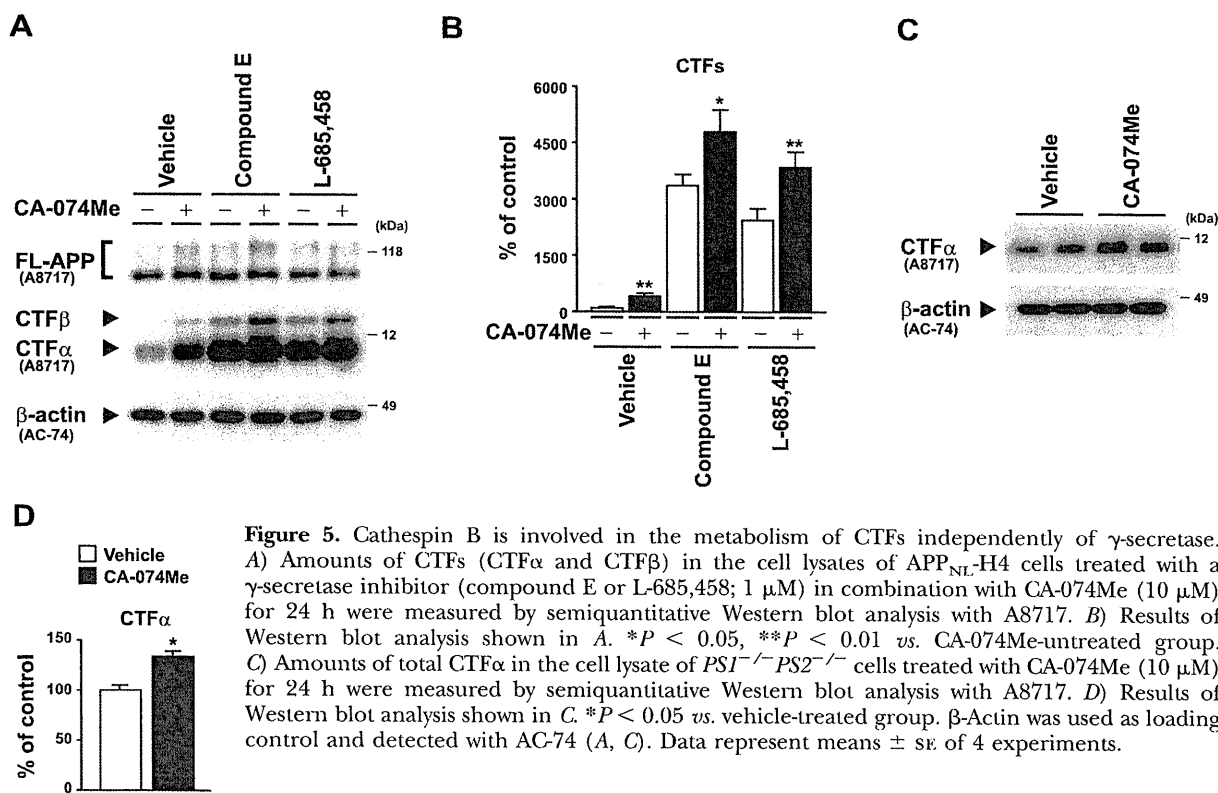 A
Vehicle
Compound E
L-685,458
CA-074Me − + − + − + (kDa)
FL-APP
(A8717)
118
CTFβ
12
CTFα
(A8717)
49
β-actin
(AC-74)
B
CTFs
% of control
6000
4500
3000
1500
0
**
*
**
CA-074Me − + − + − +
Vehicle
Compound E
L-685,458
C
Vehicle
CA-074Me
(kDa)
CTFα
(A8717)
12
β-actin
(AC-74)
49
D
Vehicle
CA-074Me
CTFα
% of control
150
100
50
0
*
Figure 5. Cathespin B is involved in the metabolism of CTFs independently of γ-secretase.
A) Amounts of CTFs (CTFα and CTFβ) in the cell lysates of APPNL-H4 cells treated with a
γ-secretase inhibitor (compound E or L-685,458; 1 μM) in combination with CA-074Me (10 μM)
for 24 h were measured by semiquantitative Western blot analysis with A8717. B) Results of
Western blot analysis shown in A. *P < 0.05, **P < 0.01 vs. CA-074Me-untreated group.
C) Amounts of total CTFα in the cell lysate of PS1−/−PS2−/− cells treated with CA-074Me (10 μM)
for 24 h were measured by semiquantitative Western blot analysis with A8717. D) Results of
Western blot analysis shown in C. *P < 0.05 vs. vehicle-treated group. β-Actin was used as loading
control and detected with AC-74 (A, C). Data represent means ± SE of 4 experiments.